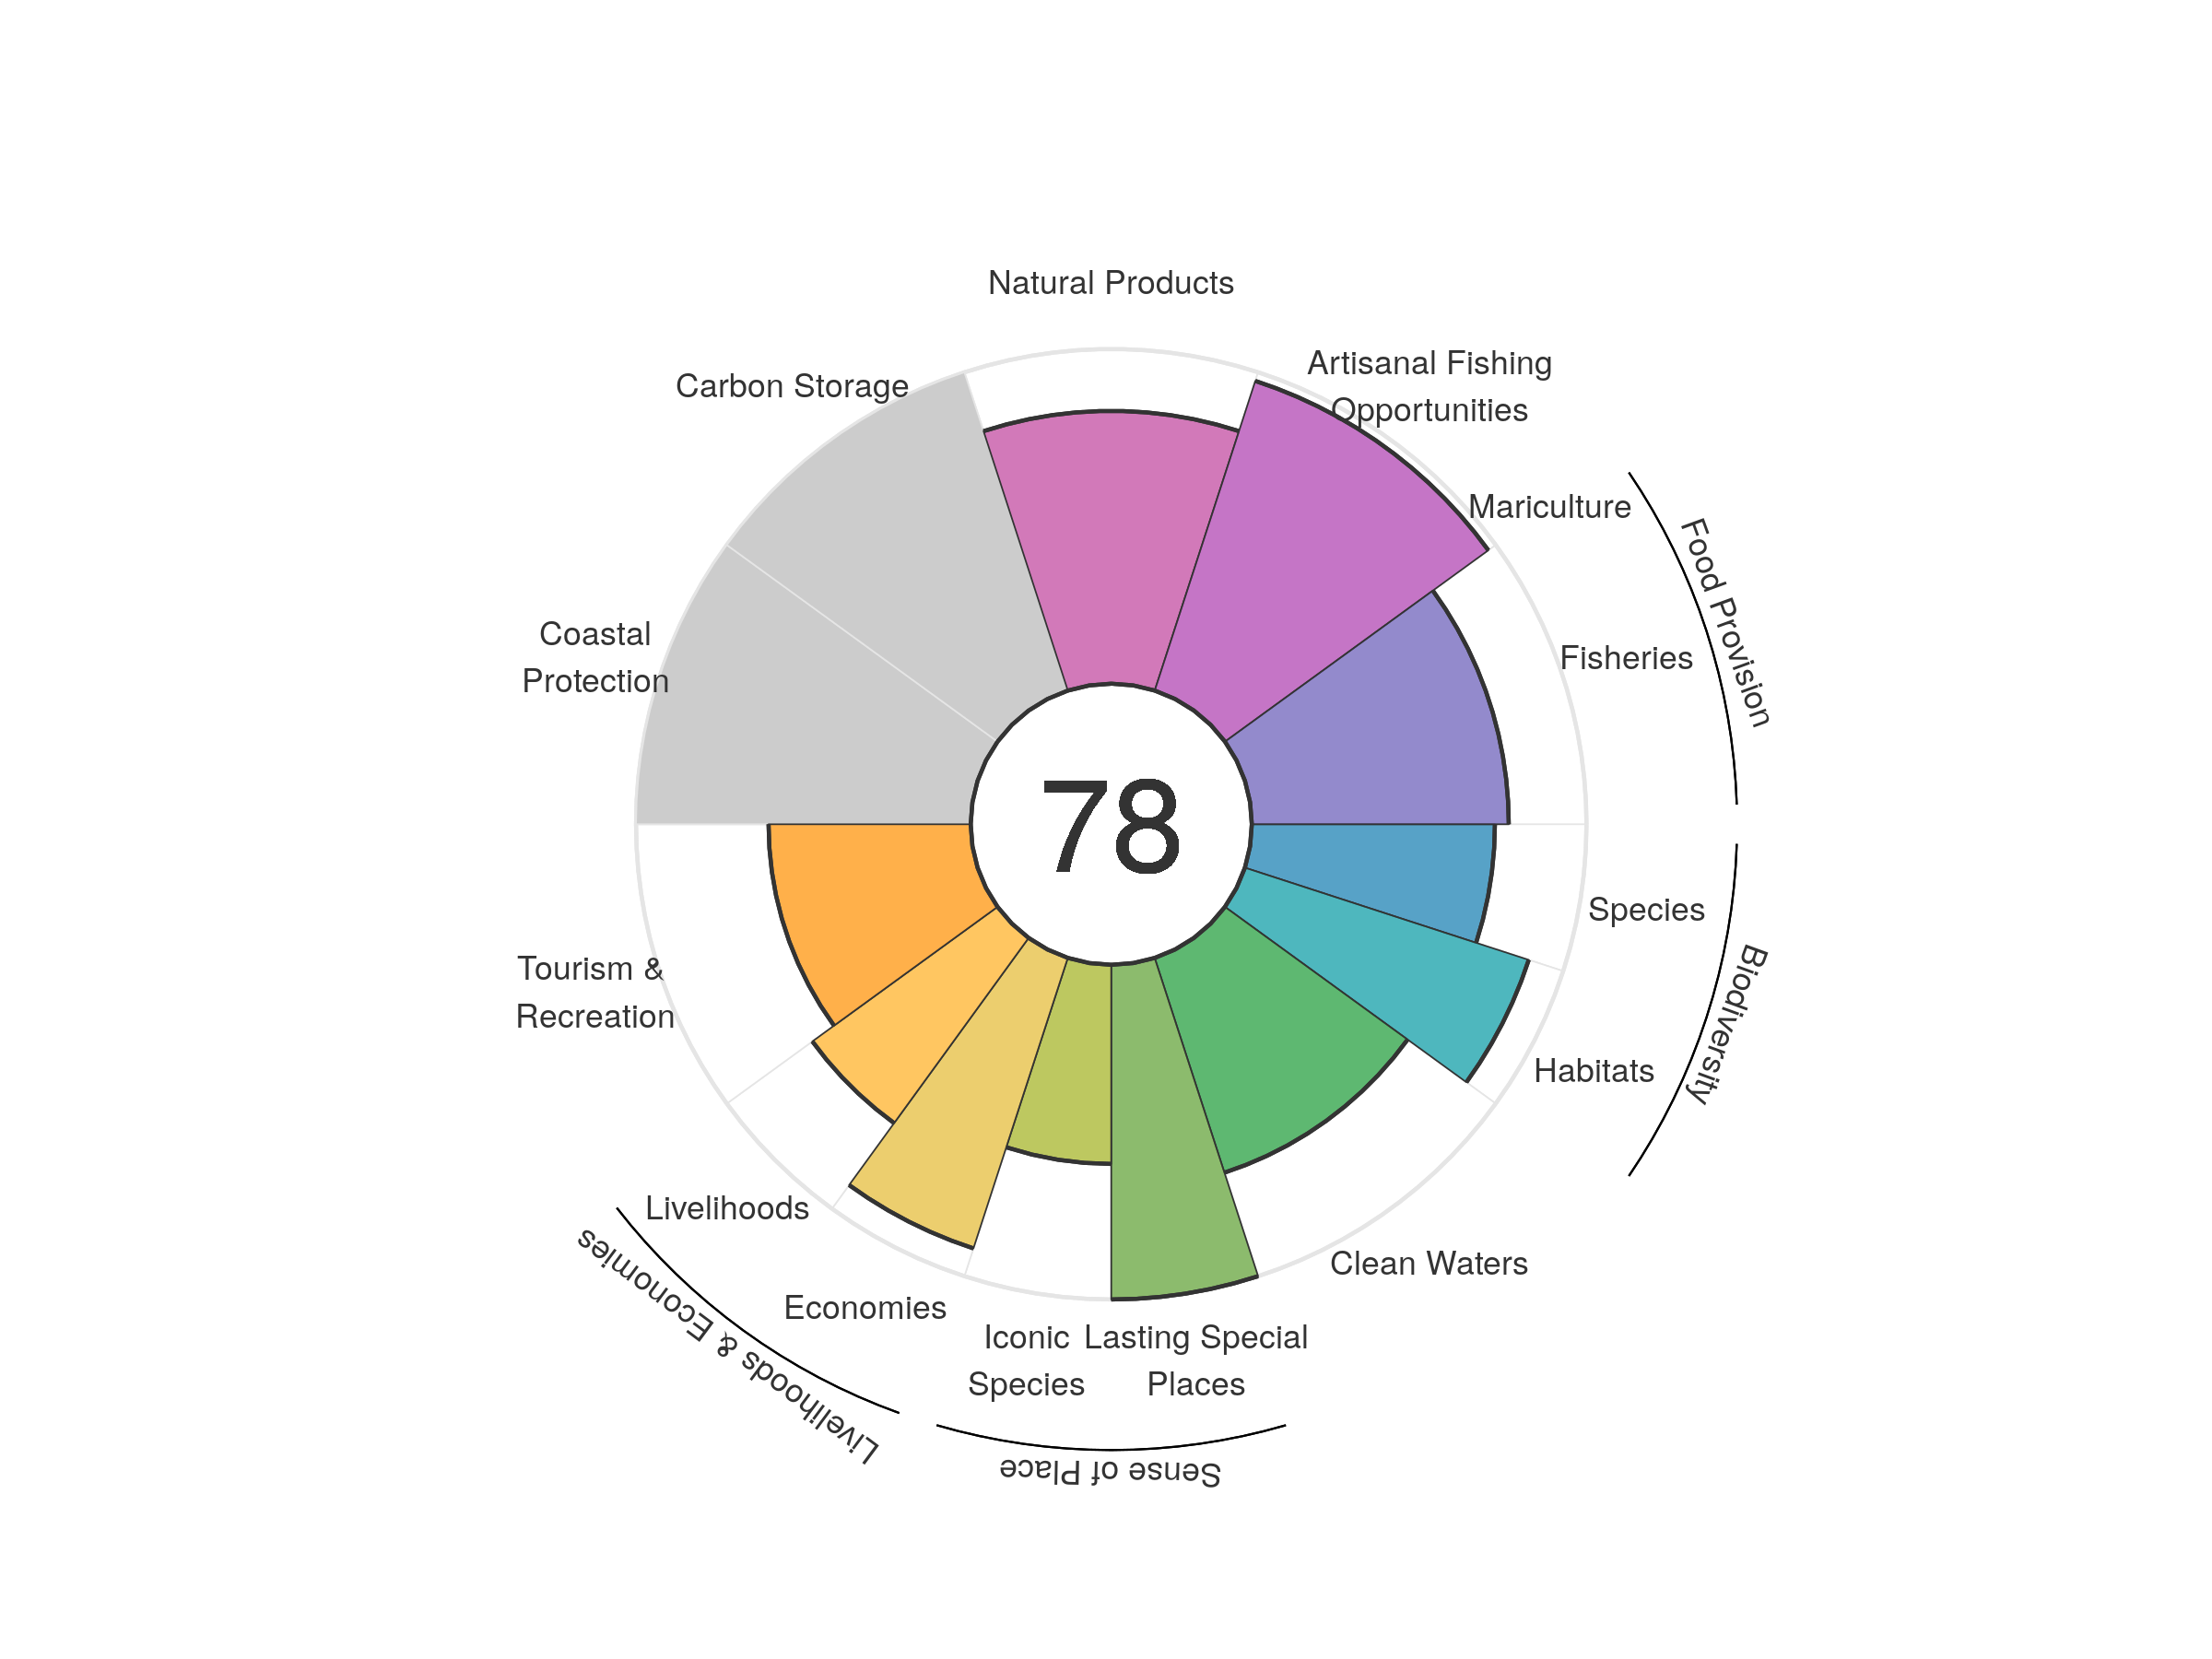 Natural Products
Artisanal Fishing
Opportunities
Carbon Storage
Mariculture
Food Provision
Fisheries
Coastal
Protection
78
Species
Biodiversity
Tourism &
Recreation
Habitats
Livelihoods
Clean Waters
Livelihoods & Economies
Economies
Iconic
Species
Lasting Special
Places
Sense of Place